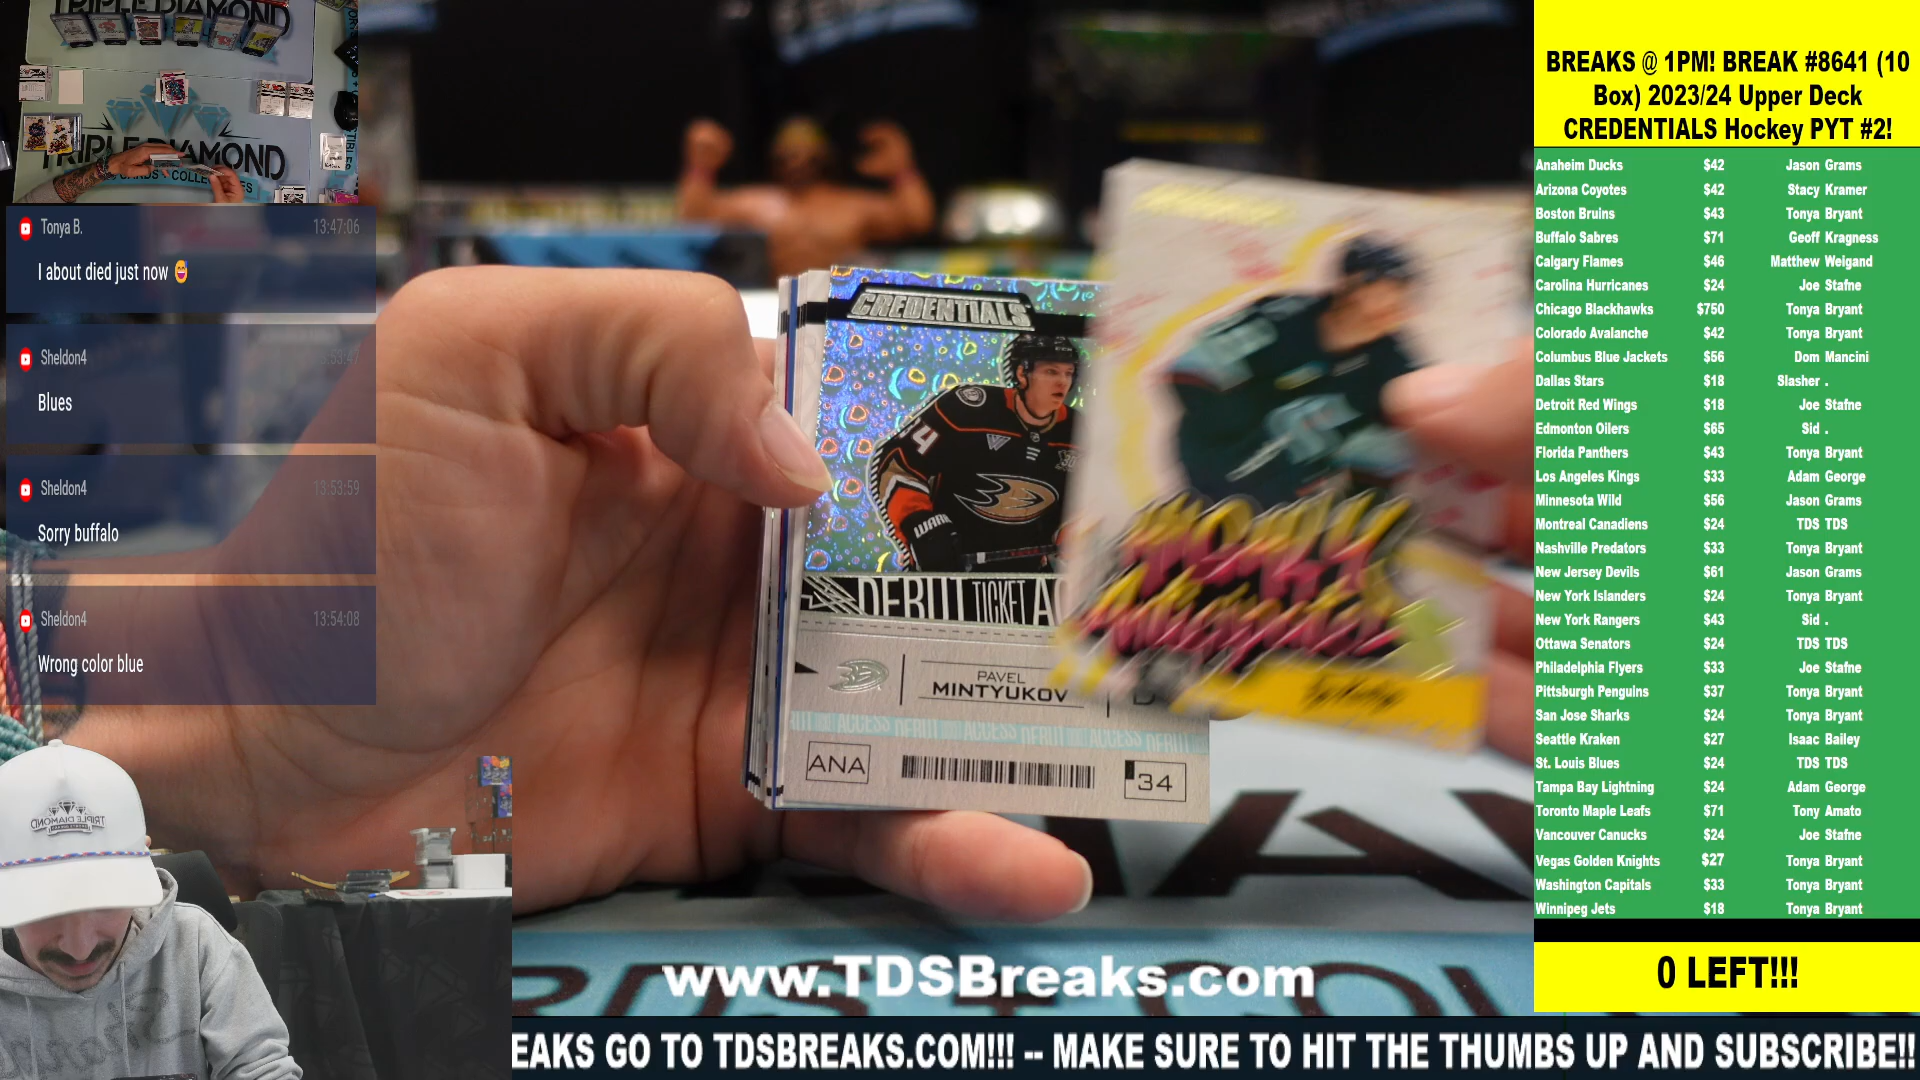 TRIPLE DIAMOND
TRIPLE DIAMOND
CARDS + COLLECTIBLES
Tonya B. 13:47:06
I about died just now 😅
Sheldon4
Blues
Sheldon4 13:53:59
Sorry buffalo
Sheldon4 13:54:08
Wrong color blue
CREDENTIALS
DEBUT TICKET AC
PAVEL
MINTYUKOV
D
ANA
34
www.TDSBreaks.com
EAKS GO TO TDSBREAKS.COM!!! -- MAKE SURE TO HIT THE THUMBS UP AND SUBSCRIBE!!
BREAKS @ 1PM! BREAK #8641 (10
Box) 2023/24 Upper Deck
CREDENTIALS Hockey PYT #2!
Anaheim Ducks $42 Jason Grams
Arizona Coyotes $42 Stacy Kramer
Boston Bruins $43 Tonya Bryant
Buffalo Sabres $71 Geoff Kragness
Calgary Flames $46 Matthew Weigand
Carolina Hurricanes $24 Joe Stafne
Chicago Blackhawks $750 Tonya Bryant
Colorado Avalanche $42 Tonya Bryant
Columbus Blue Jackets $56 Dom Mancini
Dallas Stars $18 Slasher .
Detroit Red Wings $18 Joe Stafne
Edmonton Oilers $65 Sid .
Florida Panthers $43 Tonya Bryant
Los Angeles Kings $33 Adam George
Minnesota Wild $56 Jason Grams
Montreal Canadiens $24 TDS TDS
Nashville Predators $33 Tonya Bryant
New Jersey Devils $61 Jason Grams
New York Islanders $24 Tonya Bryant
New York Rangers $43 Sid .
Ottawa Senators $24 TDS TDS
Philadelphia Flyers $33 Joe Stafne
Pittsburgh Penguins $37 Tonya Bryant
San Jose Sharks $24 Tonya Bryant
Seattle Kraken $27 Isaac Bailey
St. Louis Blues $24 TDS TDS
Tampa Bay Lightning $24 Adam George
Toronto Maple Leafs $71 Tony Amato
Vancouver Canucks $24 Joe Stafne
Vegas Golden Knights $27 Tonya Bryant
Washington Capitals $33 Tonya Bryant
Winnipeg Jets $18 Tonya Bryant
0 LEFT!!!